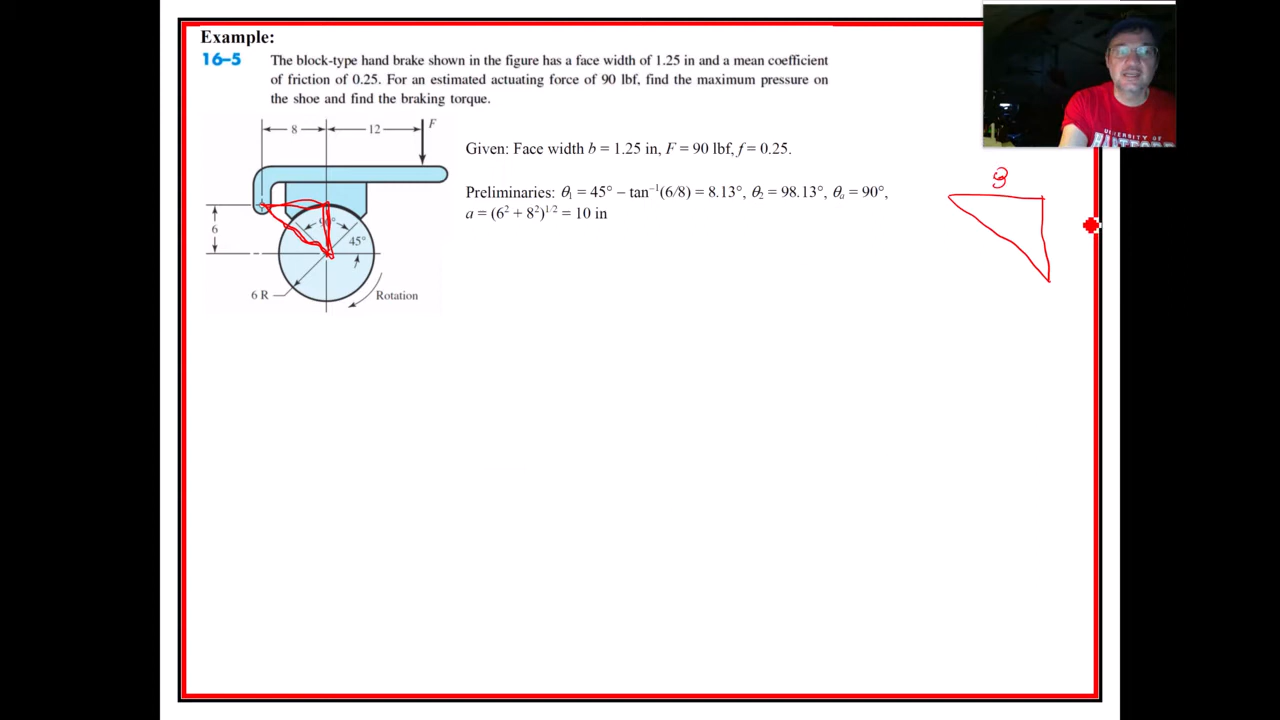 Example:
16–5 The block-type hand brake shown in the figure has a face width of 1.25 in and a mean coefficient
of friction of 0.25. For an estimated actuating force of 90 lbf, find the maximum pressure on
the shoe and find the braking torque.
8
12
F
Given: Face width b = 1.25 in, F = 90 lbf, f = 0.25.
Preliminaries: θ₁ = 45° − tan⁻¹(6/8) = 8.13°, θ₂ = 98.13°, θₐ = 90°,
a = (6² + 8²)^1/2 = 10 in
6
45°
6 R
Rotation
8
UNIVERSITY OF